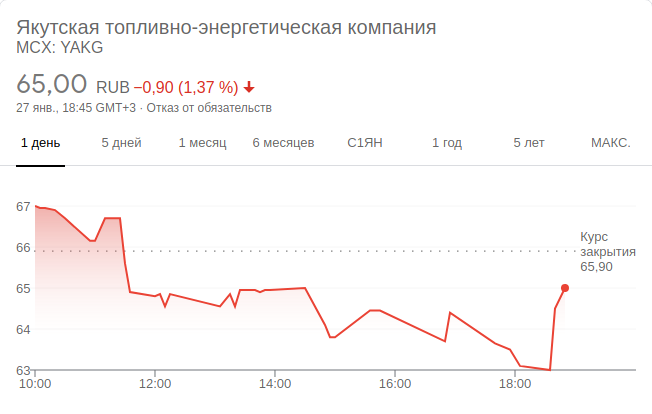 Якутская топливно-энергетическая компания
MCX: YAKG
65,00 RUB −0,90 (1,37 %)
27 янв., 18:45 GMT+3 · Отказ от обязательств
1 день 5 дней 1 месяц 6 месяцев С1ЯН 1 год 5 лет МАКС.
67
Курс
66
закрытия
65,90
65
64
63
10:00 12:00 14:00 16:00 18:00